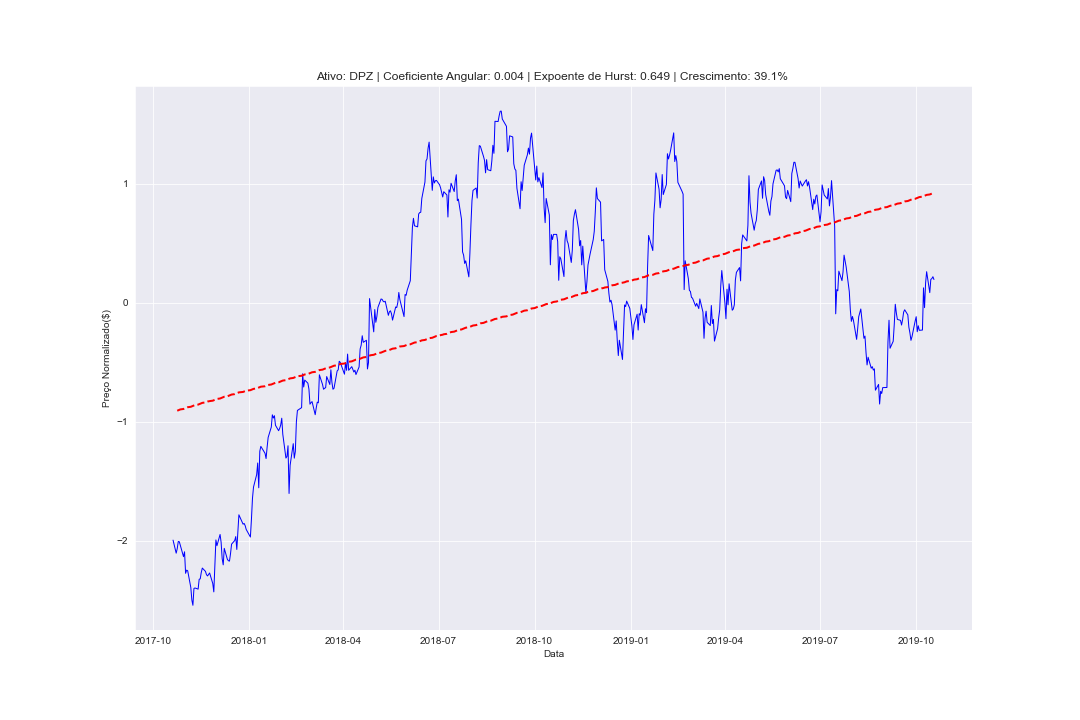 Ativo: DPZ | Coeficiente Angular: 0.004 | Expoente de Hurst: 0.649 | Crescimento: 39.1%
Preço Normalizado($)
1
0
−1
−2
2017-10 2018-01 2018-04 2018-07 2018-10 2019-01 2019-04 2019-07 2019-10
Data